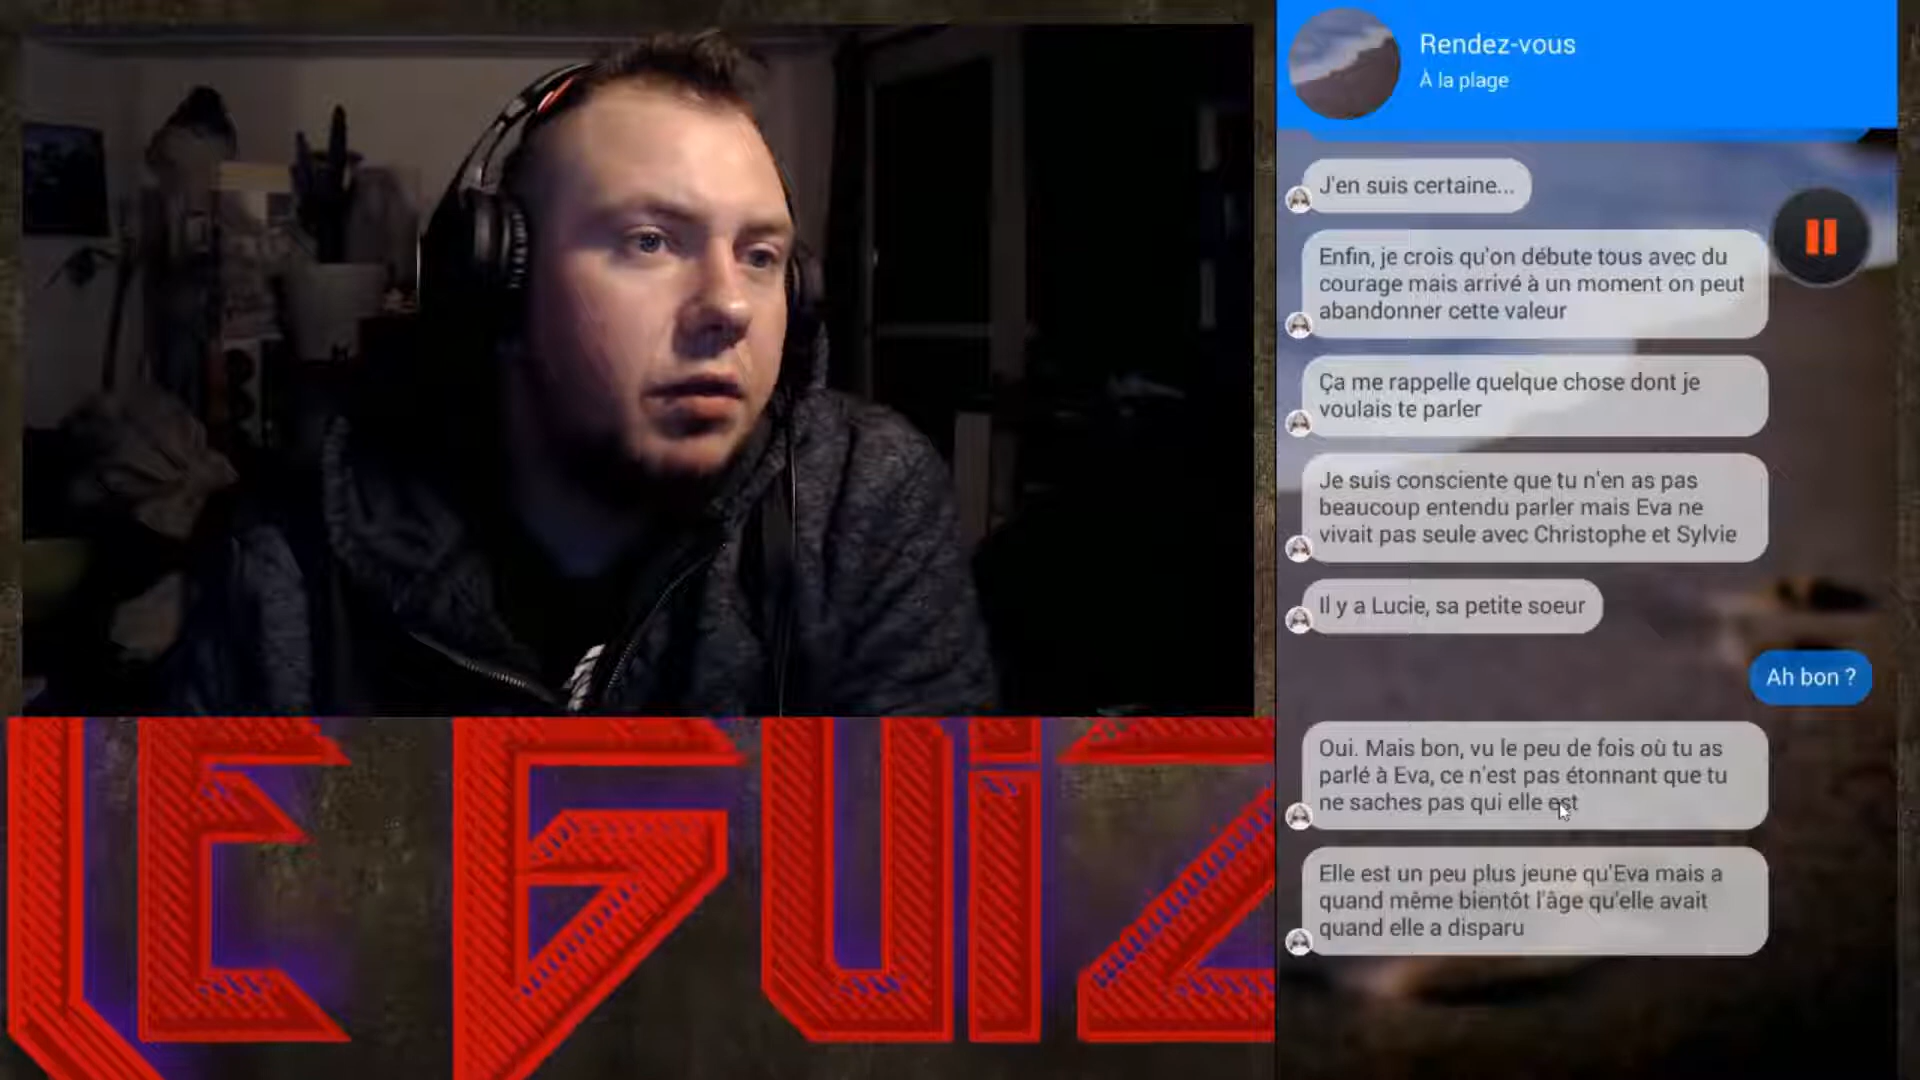 Rendez-vous
À la plage
J'en suis certaine...
Enfin, je crois qu'on débute tous avec du
courage mais arrivé à un moment on peut
abandonner cette valeur
Ça me rappelle quelque chose dont je
voulais te parler
Je suis consciente que tu n'en as pas
beaucoup entendu parler mais Eva ne
vivait pas seule avec Christophe et Sylvie
Il y a Lucie, sa petite soeur
Ah bon ?
Oui. Mais bon, vu le peu de fois où tu as
parlé à Eva, ce n'est pas étonnant que tu
ne saches pas qui elle est
Elle est un peu plus jeune qu'Eva mais a
quand même bientôt l'âge qu'elle avait
quand elle a disparu
LE GUiZ